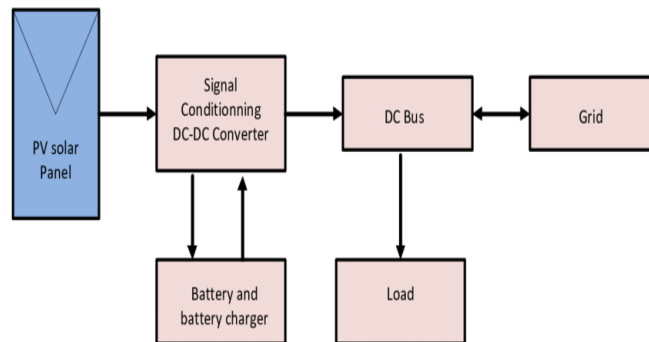 PV solar
Panel
Signal
Conditionning
DC-DC Converter
DC Bus
Grid
Battery and
battery charger
Load